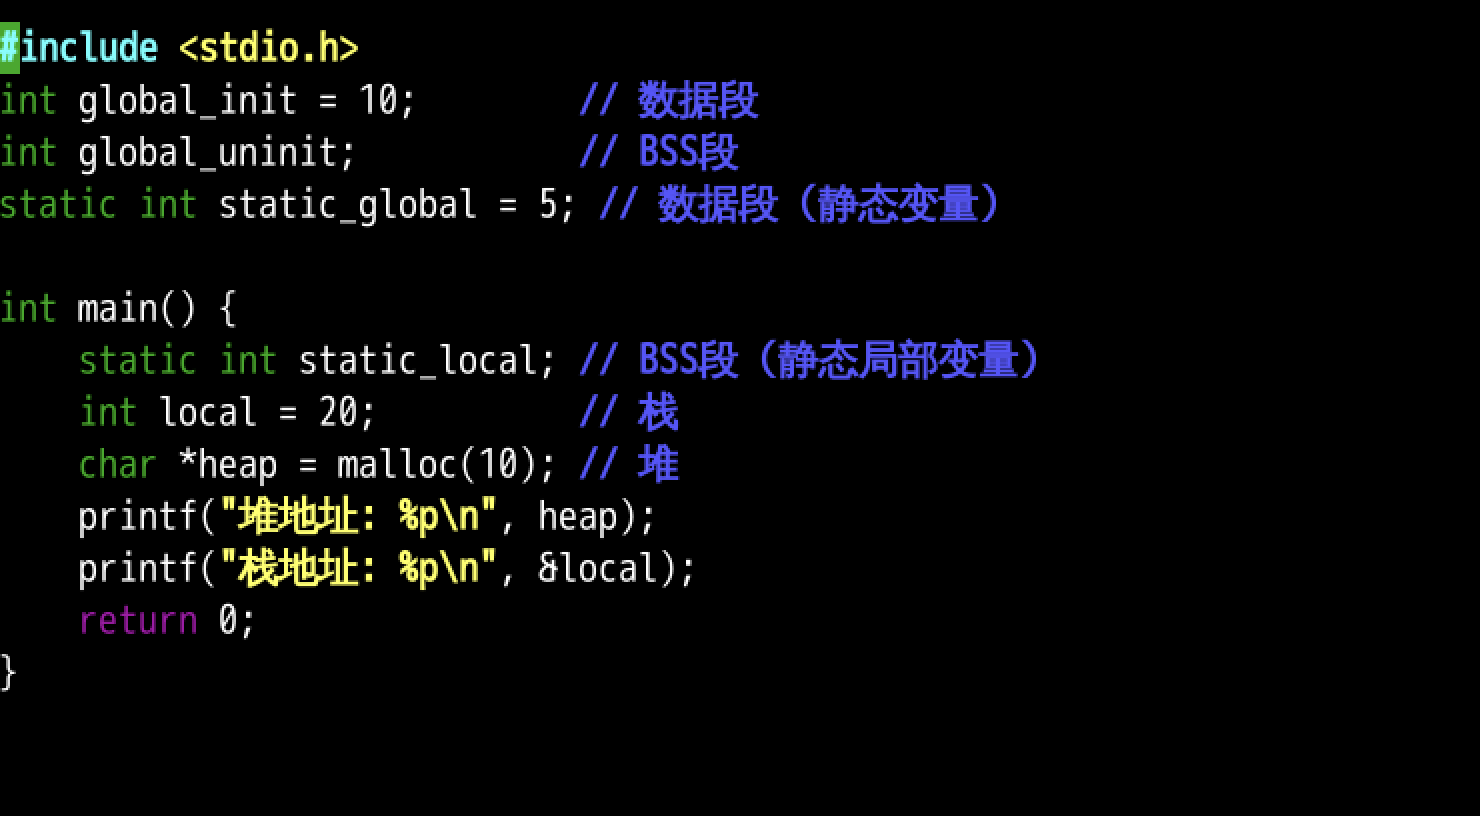 #include <stdio.h>
int global_init = 10;        // 数据段
int global_uninit;           // BSS段
static int static_global = 5; // 数据段（静态变量）
int main() {
    static int static_local; // BSS段（静态局部变量）
    int local = 20;          // 栈
    char *heap = malloc(10); // 堆
    printf("堆地址: %p\n", heap);
    printf("栈地址: %p\n", &local);
    return 0;
}